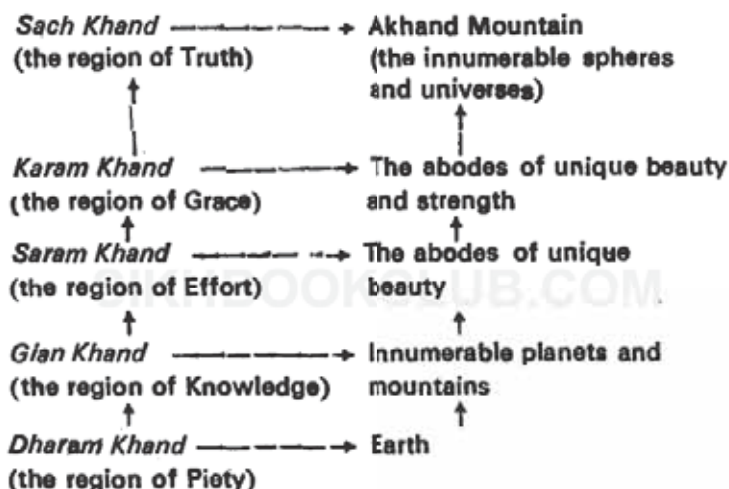 Sach Khand
(the region of Truth)
Akhand Mountain
(the innumerable spheres
and universes)
Karam Khand
(the region of Grace)
The abodes of unique beauty
and strength
Saram Khand
(the region of Effort)
The abodes of unique
beauty
SIKHBOOKSCLUB.COM
Gian Khand
(the region of Knowledge)
Innumerable planets and
mountains
Dharam Khand
(the region of Piety)
Earth